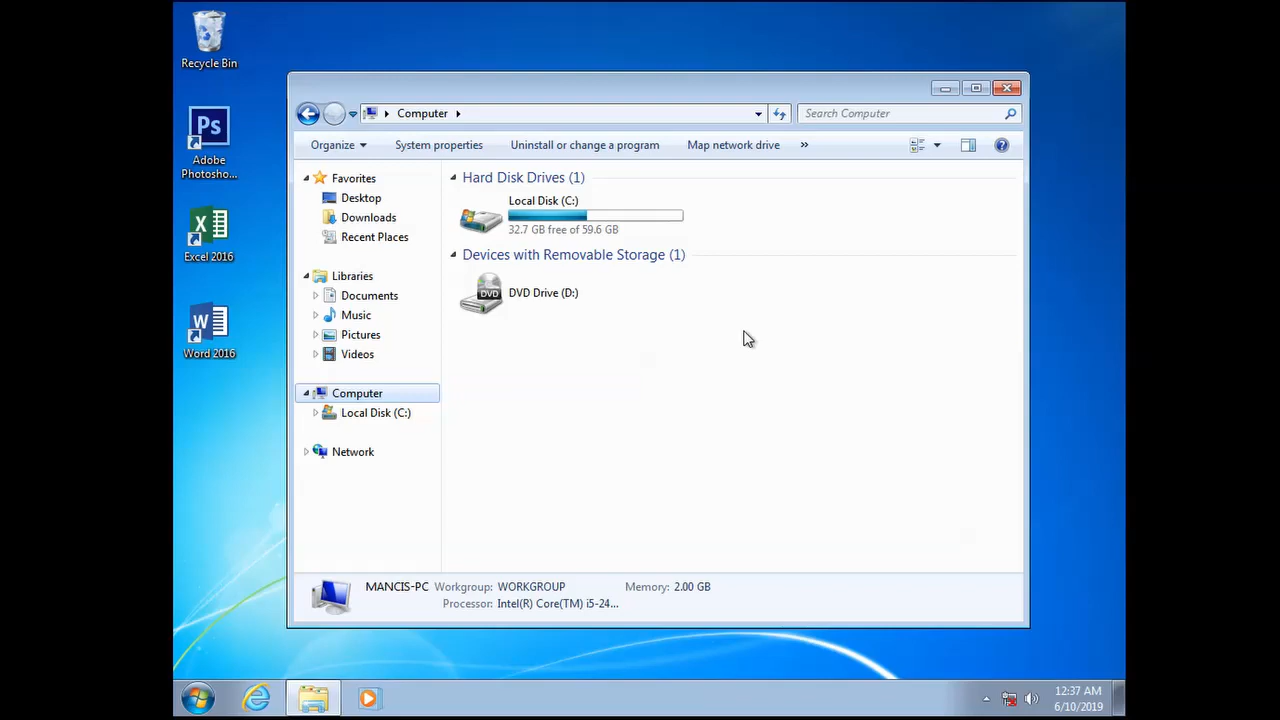 Recycle Bin
Ps
Adobe
Photosho...
Excel 2016
Word 2016
Computer
Search Computer
Organize
System properties
Uninstall or change a program
Map network drive
»
Favorites
Desktop
Downloads
Recent Places
Libraries
Documents
Music
Pictures
Videos
Computer
Local Disk (C:)
Network
Hard Disk Drives (1)
Local Disk (C:)
32.7 GB free of 59.6 GB
Devices with Removable Storage (1)
DVD
DVD Drive (D:)
MANCIS-PC Workgroup: WORKGROUP Memory: 2.00 GB
Processor: Intel(R) Core(TM) i5-24...
12:37 AM
6/10/2019